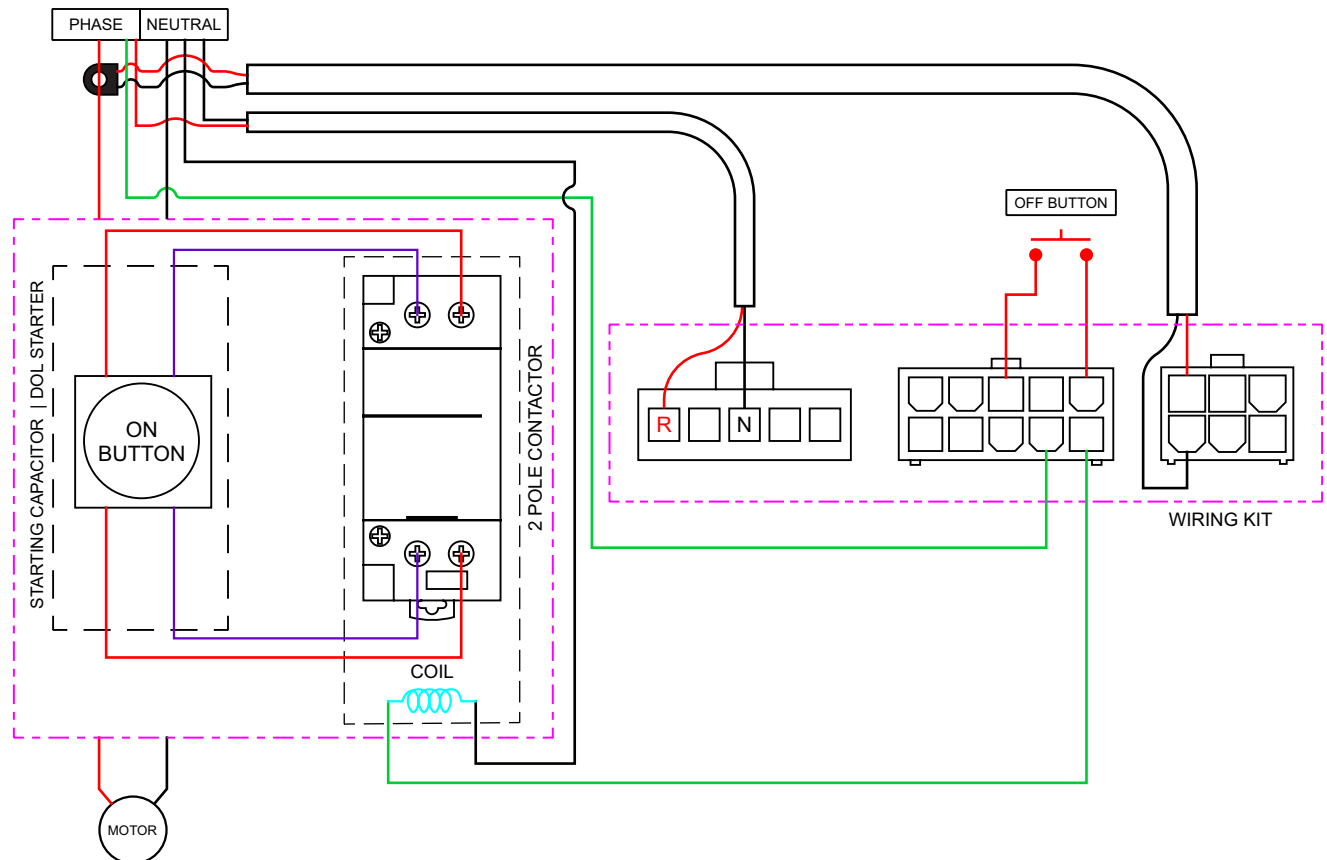 PHASE
NEUTRAL
OFF BUTTON
STARTING CAPACITOR | DOL STARTER
ON
BUTTON
2 POLE CONTACTOR
R
N
WIRING KIT
COIL
MOTOR